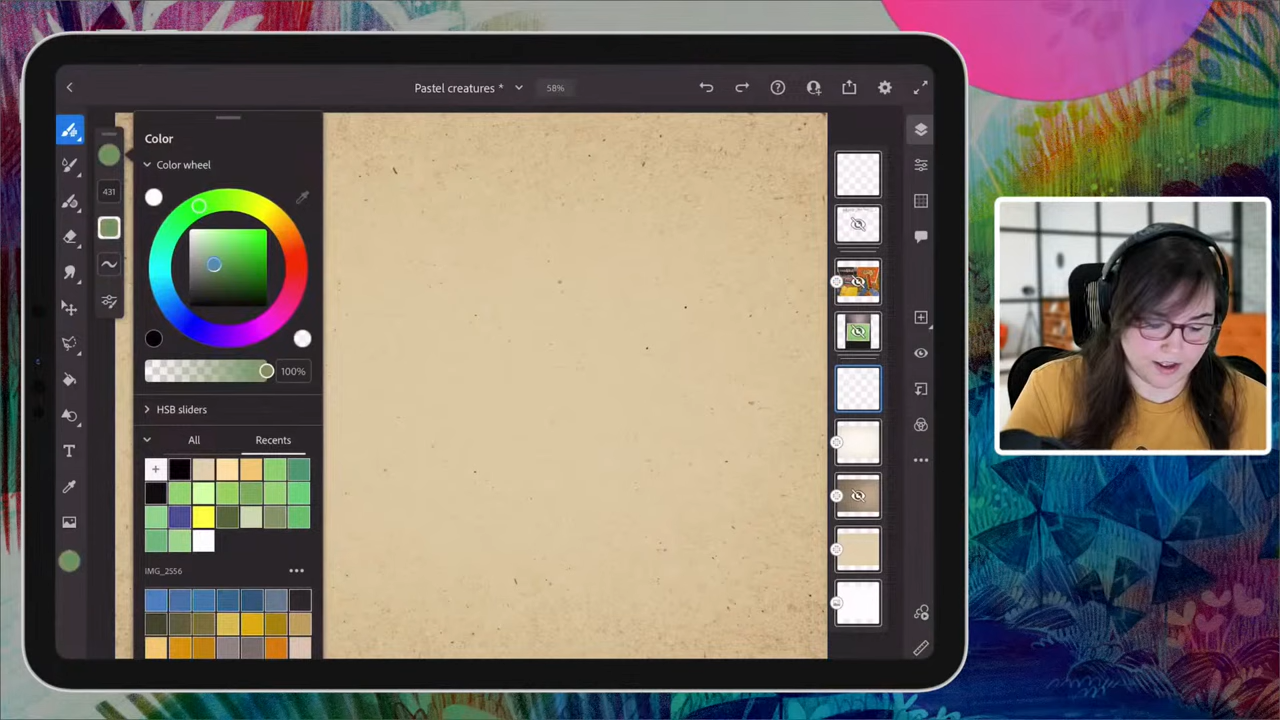 Pastel creatures *
58%
Color
Color wheel
431
100%
HSB sliders
All
Recents
IMG_2556